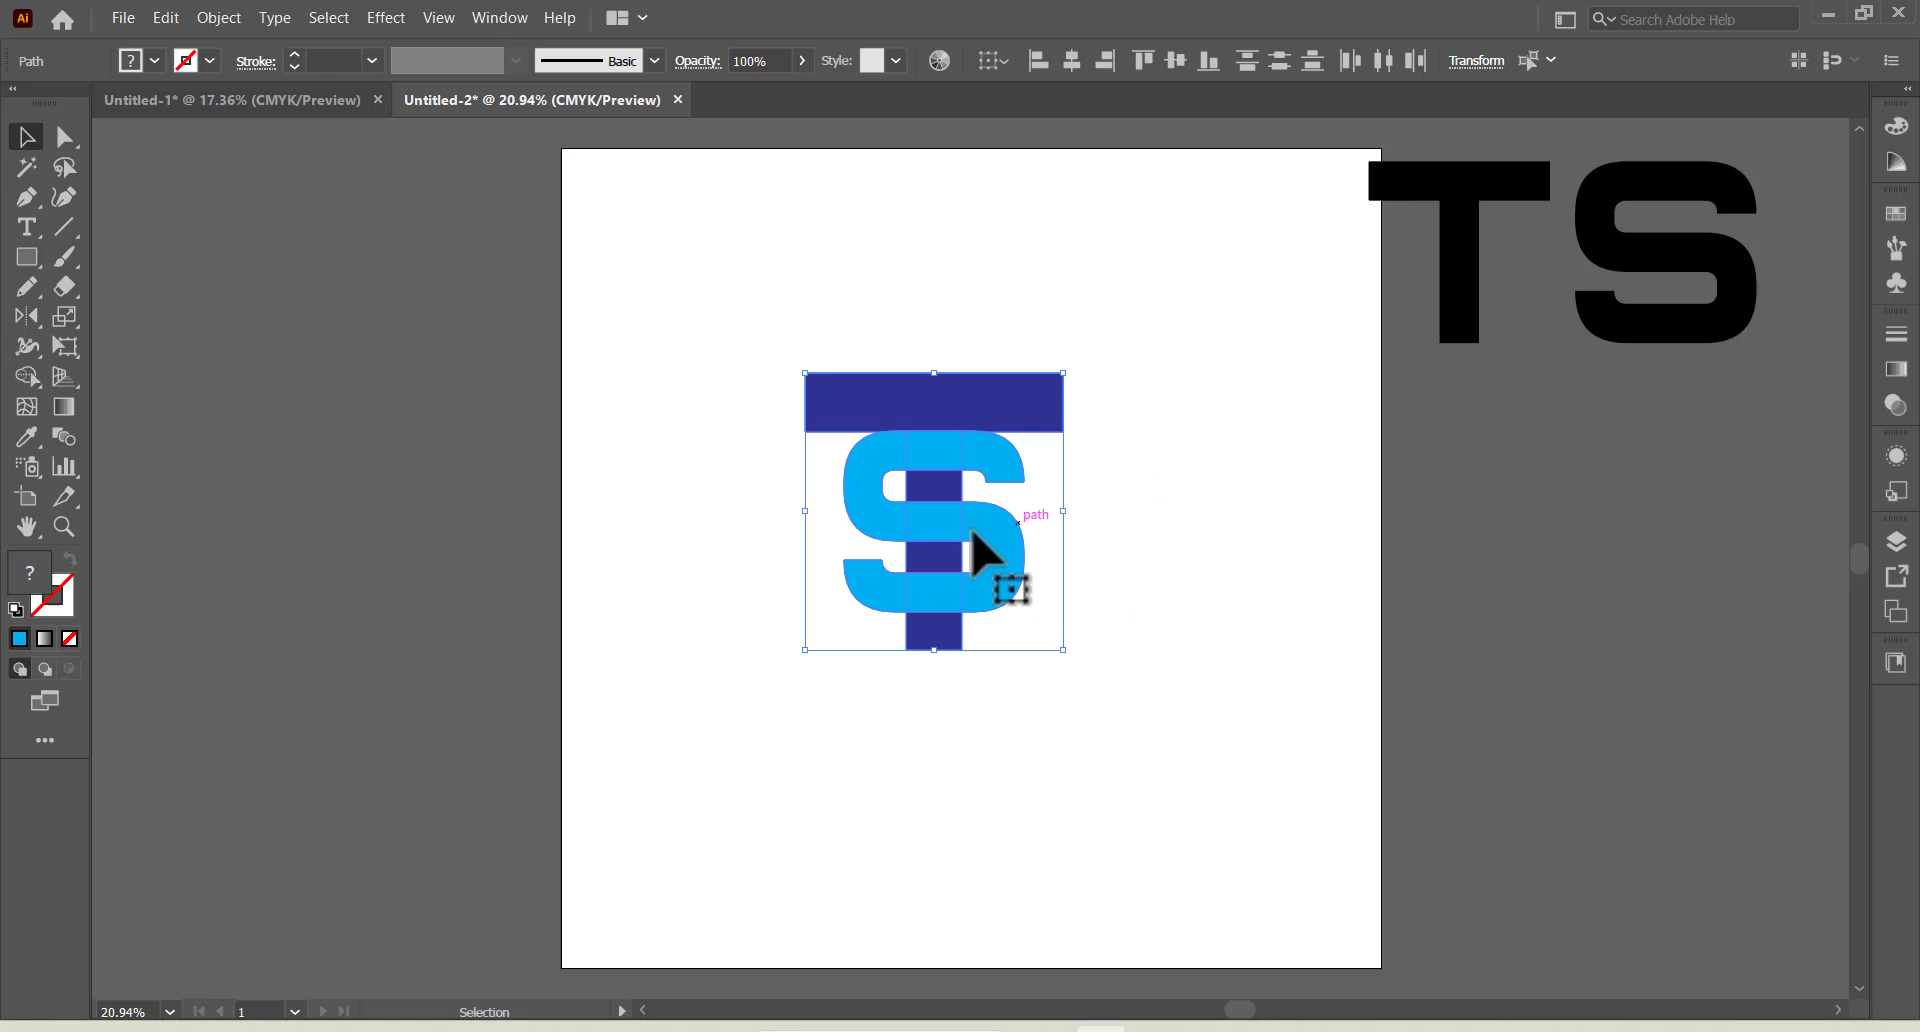 Ai File Edit Object Type Select Effect View Window Help Search Adobe Help
Path ? Stroke: Basic Opacity: 100% Style: Transform
Untitled-1* @ 17.36% (CMYK/Preview) × Untitled-2* @ 20.94% (CMYK/Preview) ×
TS
T
S
path
?
20.94% 1 Selection